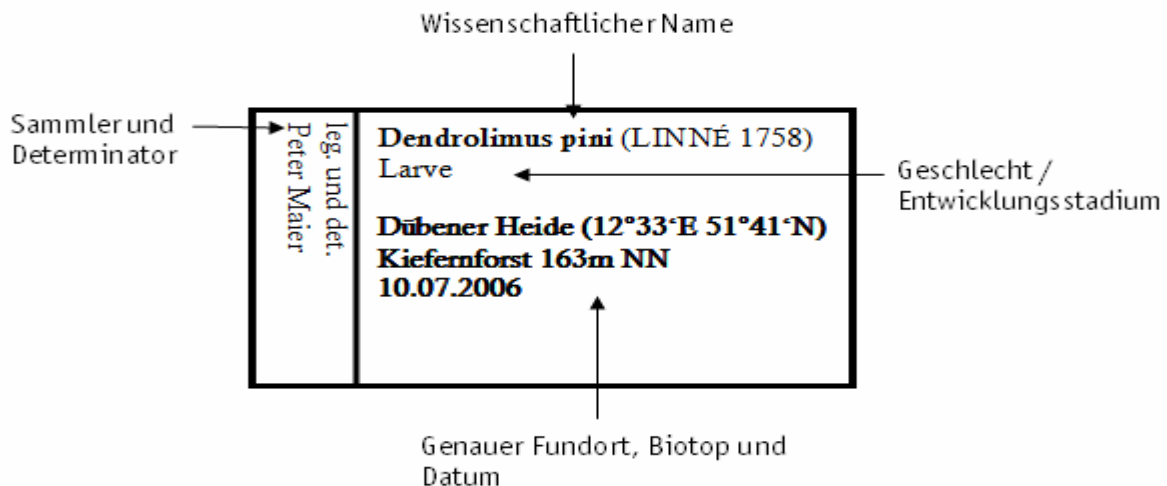 Wissenschaftlicher Name
Sammler und
Determinator
leg. und det.
Peter Maier
Dendrolimus pini (LINNÉ 1758)
Larve
Geschlecht /
Entwicklungsstadium
Dübener Heide (12°33‘E 51°41‘N)
Kiefernforst 163m NN
10.07.2006
Genauer Fundort, Biotop und
Datum